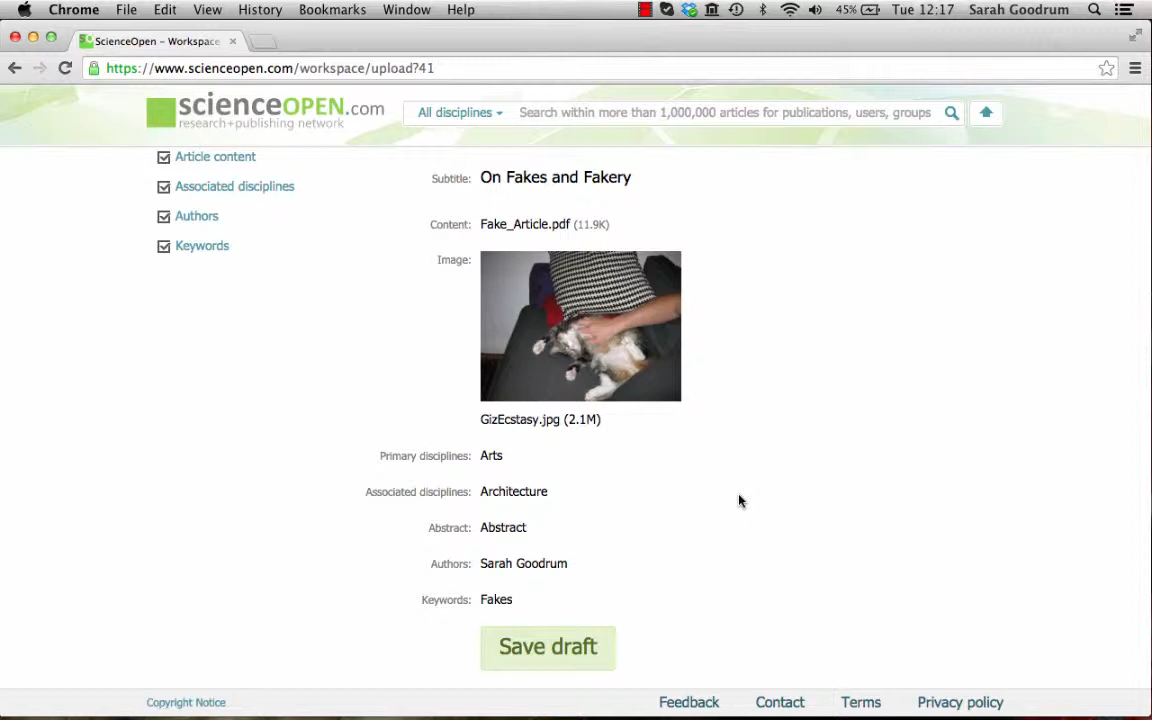 Chrome File Edit View History Bookmarks Window Help 45% Tue 12:17 Sarah Goodrum
ScienceOpen – Workspace
https://www.scienceopen.com/workspace/upload?41
scienceOPEN.com
research+publishing network
All disciplines
Search within more than 1,000,000 articles for publications, users, groups
Article content
Associated disciplines
Authors
Keywords
Subtitle: On Fakes and Fakery
Content: Fake_Article.pdf (11.9K)
Image:
GizEcstasy.jpg (2.1M)
Primary disciplines: Arts
Associated disciplines: Architecture
Abstract: Abstract
Authors: Sarah Goodrum
Keywords: Fakes
Save draft
Copyright Notice Feedback Contact Terms Privacy policy